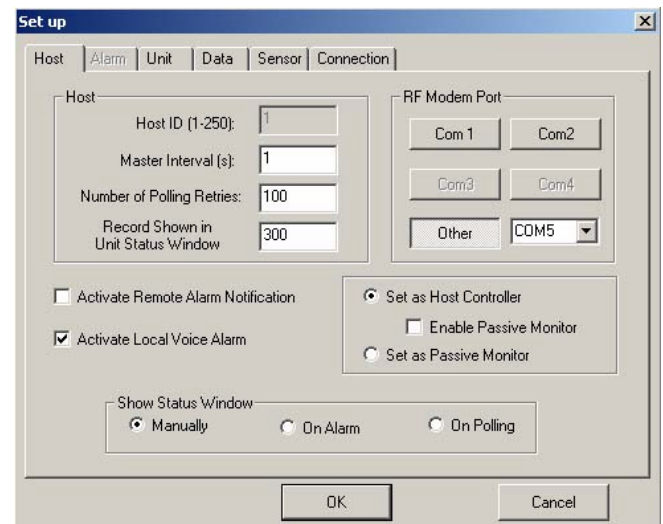 Set up
Host
Alarm
Unit
Data
Sensor
Connection
Host
Host ID (1-250):
1
Master Interval (s):
1
Number of Polling Retries:
100
Record Shown in
Unit Status Window
300
RF Modem Port
Com 1
Com2
Com3
Com4
Other
COM5
Activate Remote Alarm Notification
Activate Local Voice Alarm
Set as Host Controller
Enable Passive Monitor
Set as Passive Monitor
Show Status Window
Manually
On Alarm
On Polling
OK
Cancel